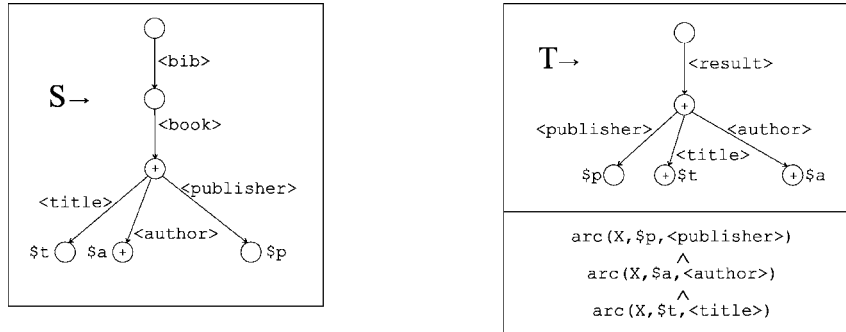 <bib>
S→
<book>
+
<title>
<publisher>
<author>
$t
$a
+
$p
T→
<result>
+
<publisher>
<author>
<title>
$p
+
$t
+
$a
arc(X,$p,<publisher>)
^
arc(X,$a,<author>)
^
arc(X,$t,<title>)